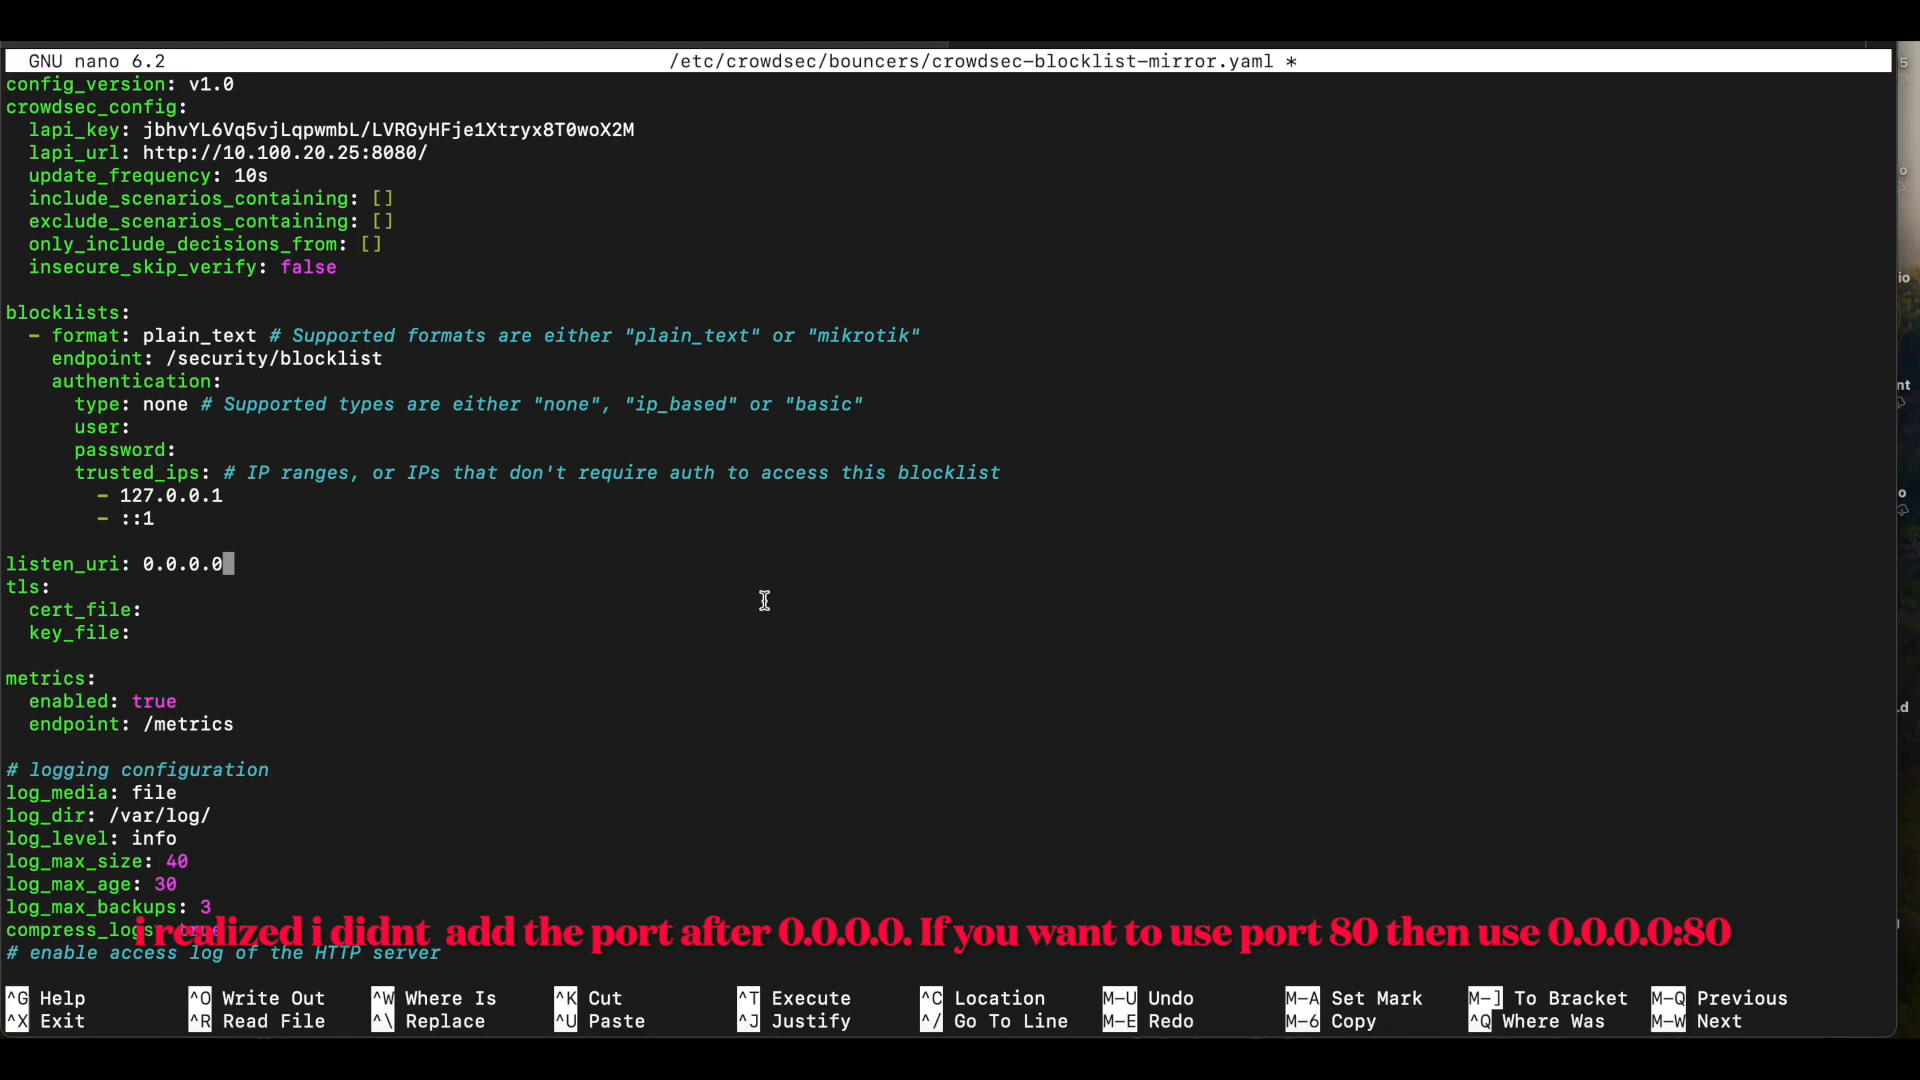 GNU nano 6.2 /etc/crowdsec/bouncers/crowdsec-blocklist-mirror.yaml *
config_version: v1.0
crowdsec_config:
  lapi_key: jbhvYL6Vq5vjLqpwmbL/LVRGyHFje1Xtryx8T0woX2M
  lapi_url: http://10.100.20.25:8080/
  update_frequency: 10s
  include_scenarios_containing: []
  exclude_scenarios_containing: []
  only_include_decisions_from: []
  insecure_skip_verify: false
blocklists:
  - format: plain_text # Supported formats are either "plain_text" or "mikrotik"
    endpoint: /security/blocklist
    authentication:
      type: none # Supported types are either "none", "ip_based" or "basic"
      user:
      password:
      trusted_ips: # IP ranges, or IPs that don't require auth to access this blocklist
        - 127.0.0.1
        - ::1
listen_uri: 0.0.0.0
tls:
  cert_file:
  key_file:
metrics:
  enabled: true
  endpoint: /metrics
# logging configuration
log_media: file
log_dir: /var/log/
log_level: info
log_max_size: 40
log_max_age: 30
log_max_backups: 3
compress_logs: true
i realized i didnt add the port after 0.0.0.0. If you want to use port 80 then use 0.0.0.0:80
# enable access log of the HTTP server
^G Help ^O Write Out ^W Where Is ^K Cut ^T Execute ^C Location M-U Undo M-A Set Mark M-] To Bracket M-Q Previous
^X Exit ^R Read File ^\ Replace ^U Paste ^J Justify ^/ Go To Line M-E Redo M-6 Copy ^Q Where Was M-W Next